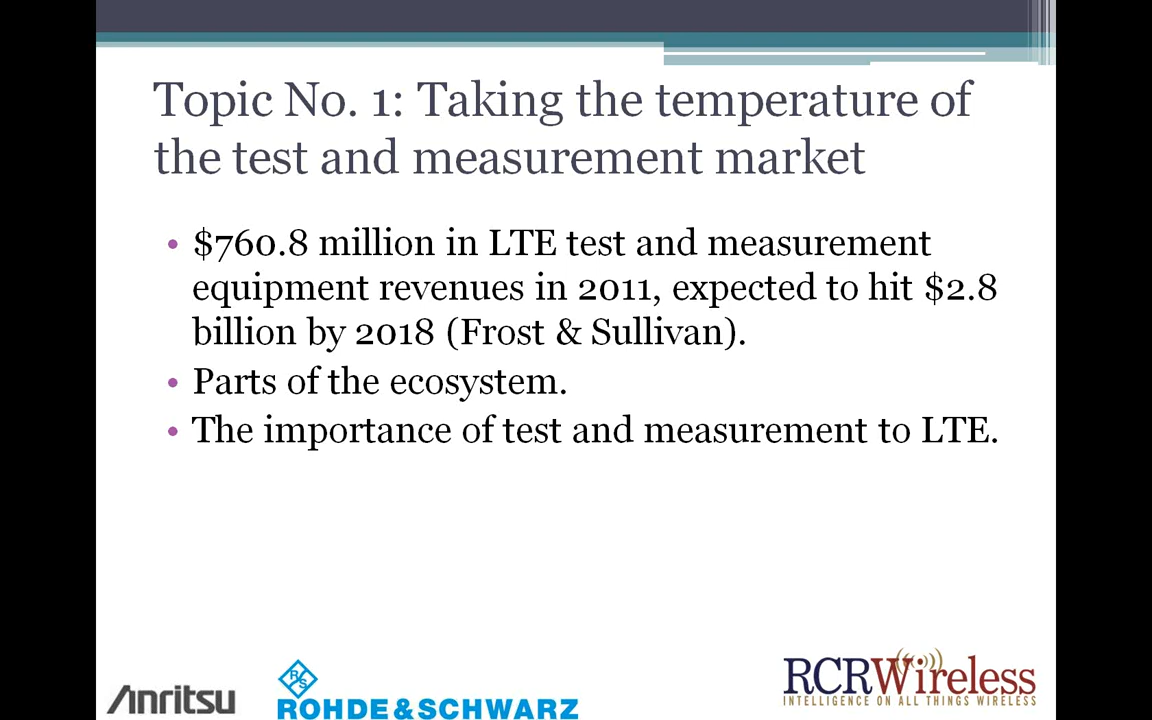 Topic No. 1: Taking the temperature of
the test and measurement market
• $760.8 million in LTE test and measurement
equipment revenues in 2011, expected to hit $2.8
billion by 2018 (Frost & Sullivan).
• Parts of the ecosystem.
• The importance of test and measurement to LTE.
Anritsu
R&S
ROHDE&SCHWARZ
RCRWireless
INTELLIGENCE ON ALL THINGS WIRELESS